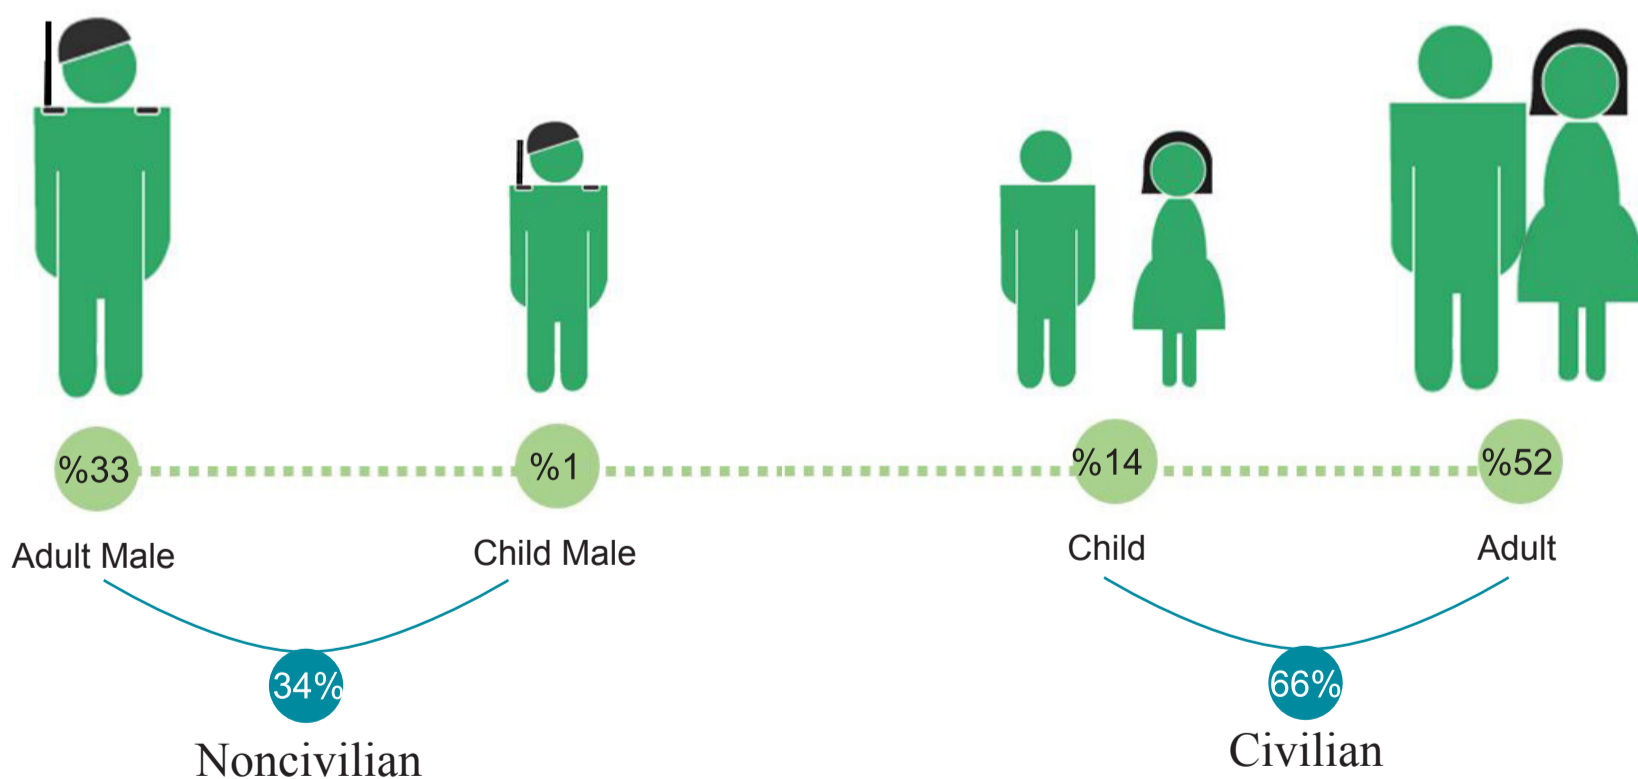 %33
%1
%14
%52
Adult Male
Child Male
Child
Adult
34%
66%
Noncivilian
Civilian